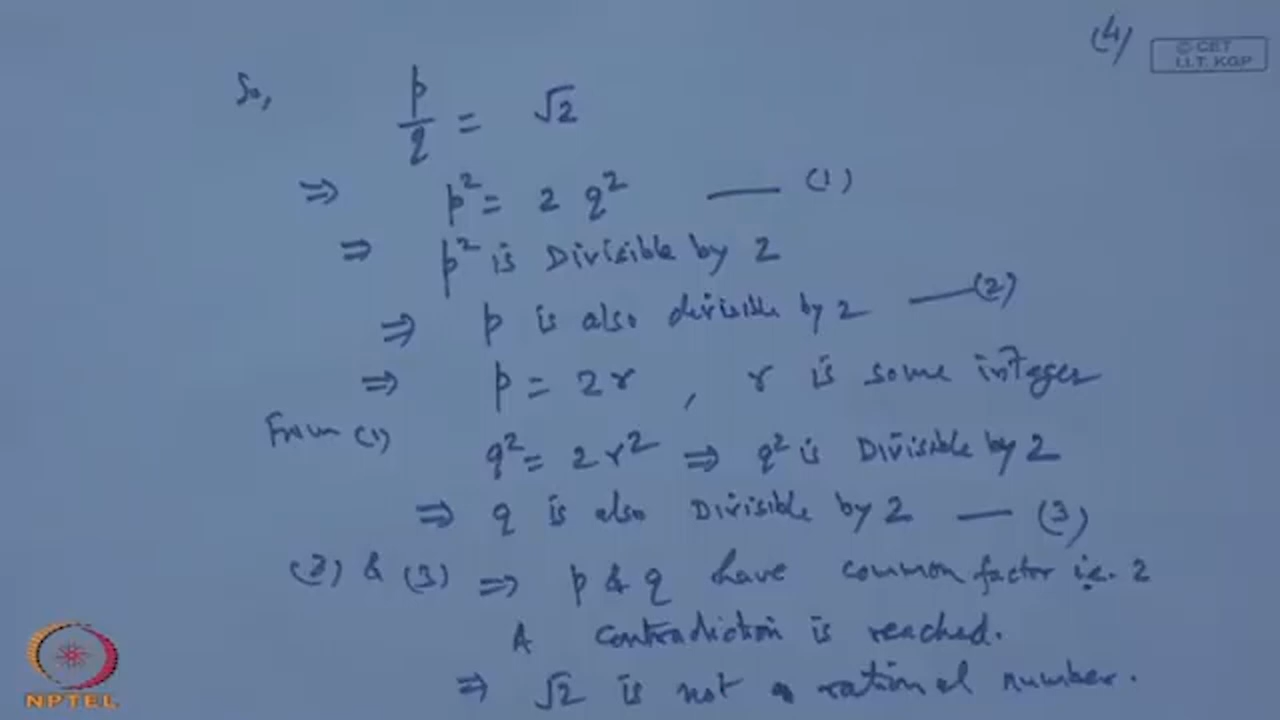 (4)
© CET
I.I.T. KGP
So, p/q = √2
⇒ p² = 2 q² —— (1)
⇒ p² is Divisible by 2
⇒ p is also divisible by 2 —— (2)
⇒ p = 2r , r is some integer
From (1) q² = 2r² ⇒ q² is Divisible by 2
⇒ q is also Divisible by 2 — (3)
(2) & (3) ⇒ p & q have common factor i.e. 2
A contradiction is reached.
⇒ √2 is not a rational number.
NPTEL